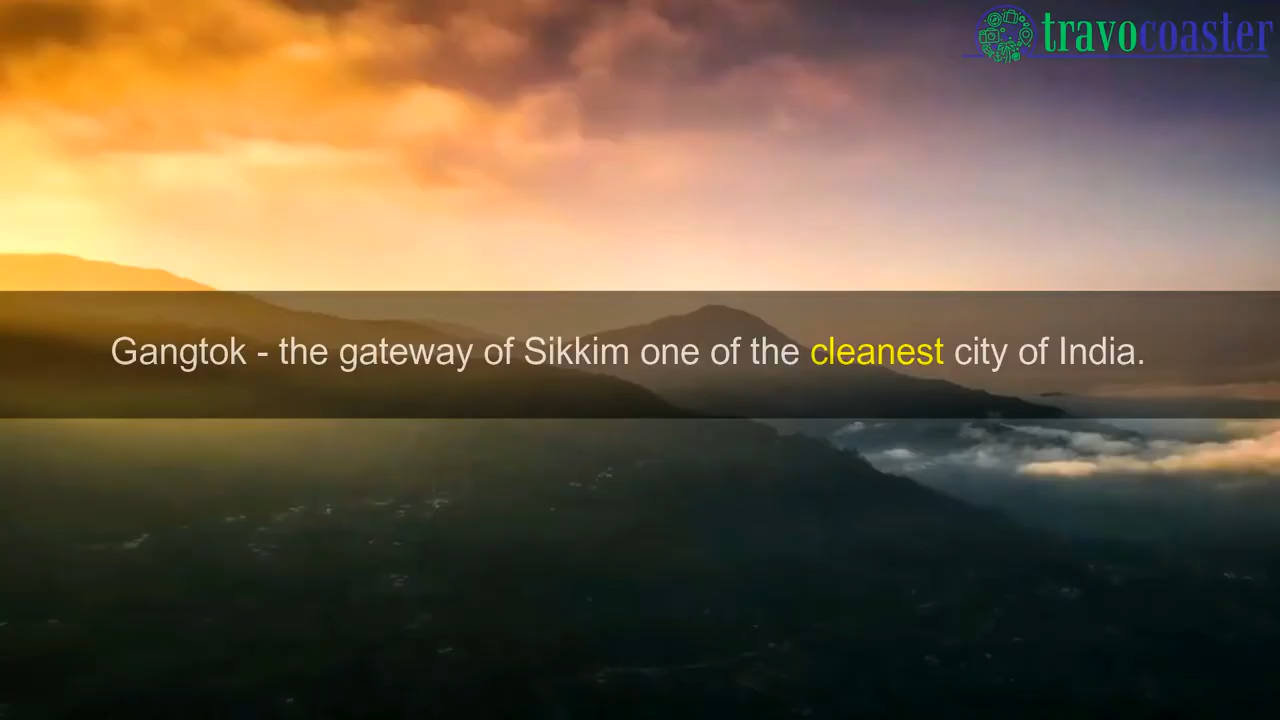 travocoaster
Gangtok - the gateway of Sikkim one of the cleanest city of India.